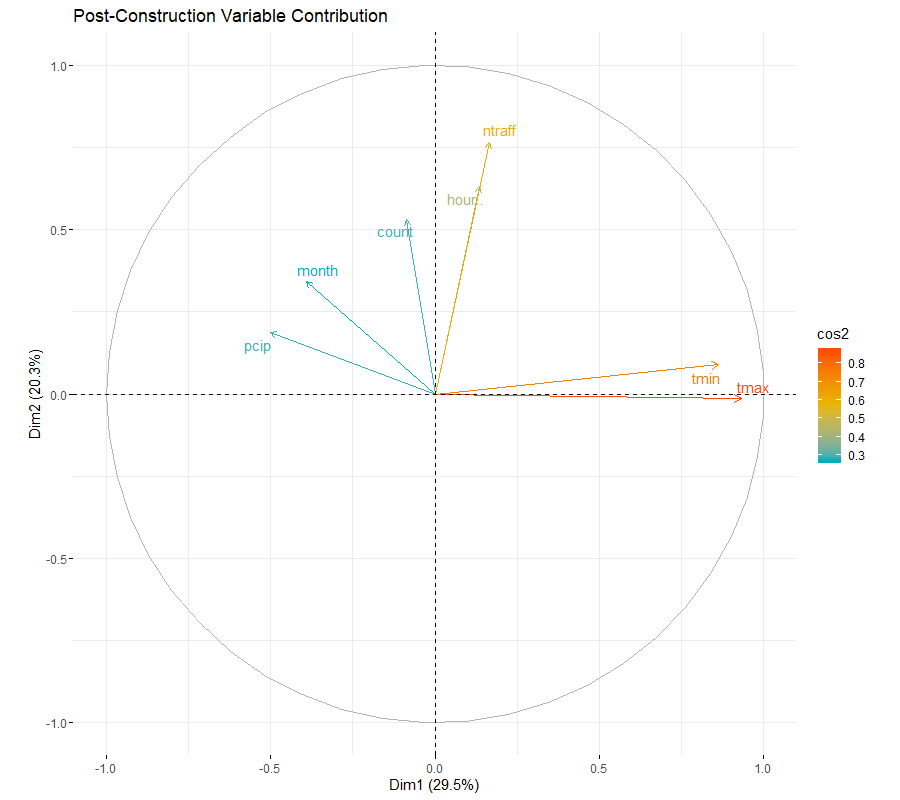 Post-Construction Variable Contribution
1.0
ntraff
hour..
count
0.5
month
pcip
tmin
tmax
0.0
-0.5
-1.0
Dim2 (20.3%)
-1.0
-0.5
0.0
0.5
1.0
Dim1 (29.5%)
cos2
0.8
0.7
0.6
0.5
0.4
0.3